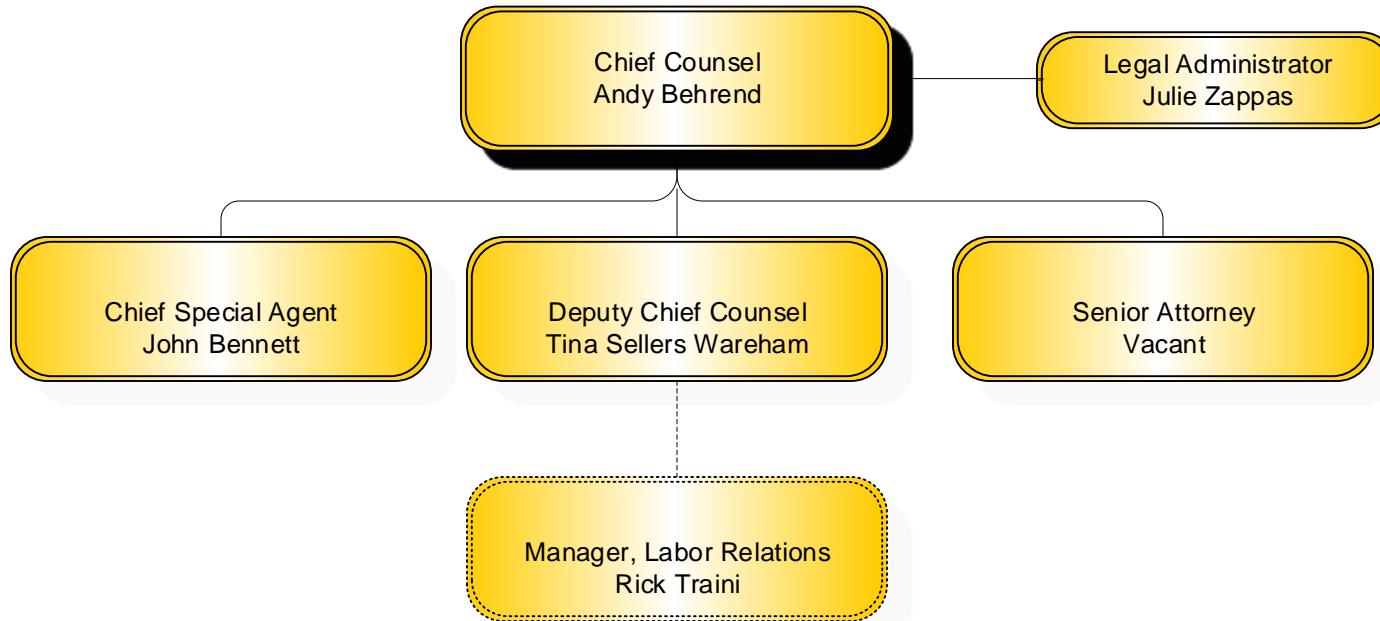 Chief Counsel
Andy Behrend
Legal Administrator
Julie Zappas
Chief Special Agent
John Bennett
Deputy Chief Counsel
Tina Sellers Wareham
Senior Attorney
Vacant
Manager, Labor Relations
Rick Traini